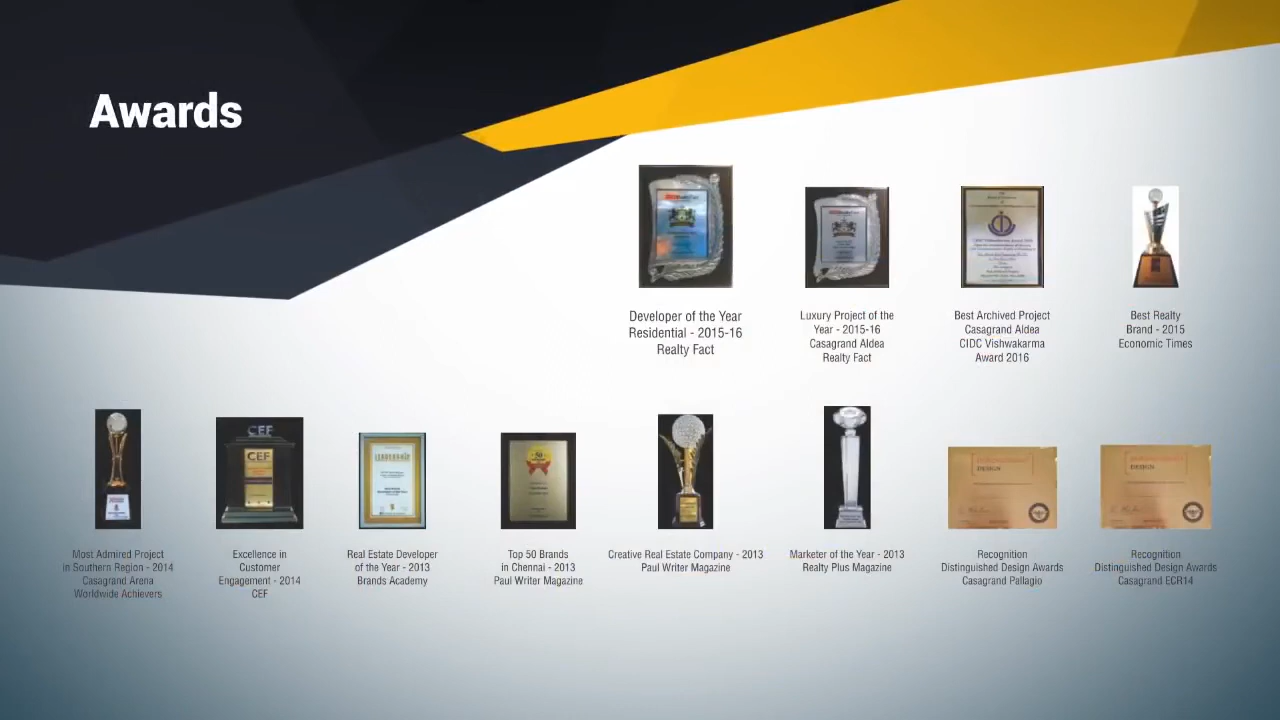 Awards
Developer of the Year
Residential - 2015-16
Realty Fact
Luxury Project of the
Year - 2015-16
Casagrand Aldea
Realty Fact
Best Archived Project
Casagrand Aldea
CIDC Vishwakarma
Award 2016
Best Realty
Brand - 2015
Economic Times
CEF
CEF
DESIGN
DESIGN
Most Admired Project
in Southern Region - 2014
Casagrand Arena
Worldwide Achievers
Excellence in
Customer
Engagement - 2014
CEF
Real Estate Developer
of the Year - 2013
Brands Academy
Top 50 Brands
in Chennai - 2013
Paul Writer Magazine
Creative Real Estate Company - 2013
Paul Writer Magazine
Marketer of the Year - 2013
Realty Plus Magazine
Recognition
Distinguished Design Awards
Casagrand Pallagio
Recognition
Distinguished Design Awards
Casagrand ECR14